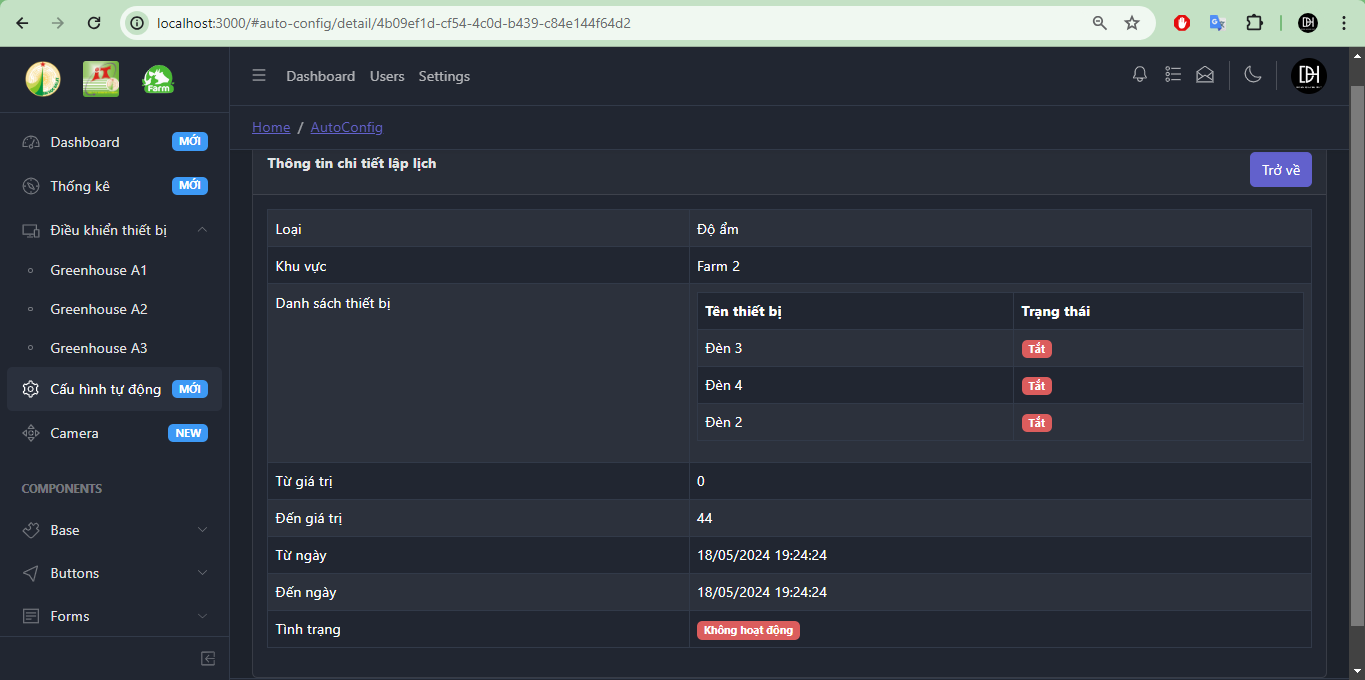 localhost:3000/#auto-config/detail/4b09ef1d-cf54-4c0d-b439-c84e144f64d2
DH
Farm
Dashboard Users Settings
DH
Home / AutoConfig
Dashboard MỚI
Thống kê MỚI
Điều khiển thiết bị
Greenhouse A1
Greenhouse A2
Greenhouse A3
Cấu hình tự động MỚI
Camera NEW
COMPONENTS
Base
Buttons
Forms
Thông tin chi tiết lập lịch
Trở về
Loại Độ ẩm
Khu vực Farm 2
Danh sách thiết bị
Tên thiết bị Trạng thái
Đèn 3 Tắt
Đèn 4 Tắt
Đèn 2 Tắt
Từ giá trị 0
Đến giá trị 44
Từ ngày 18/05/2024 19:24:24
Đến ngày 18/05/2024 19:24:24
Tình trạng Không hoạt động